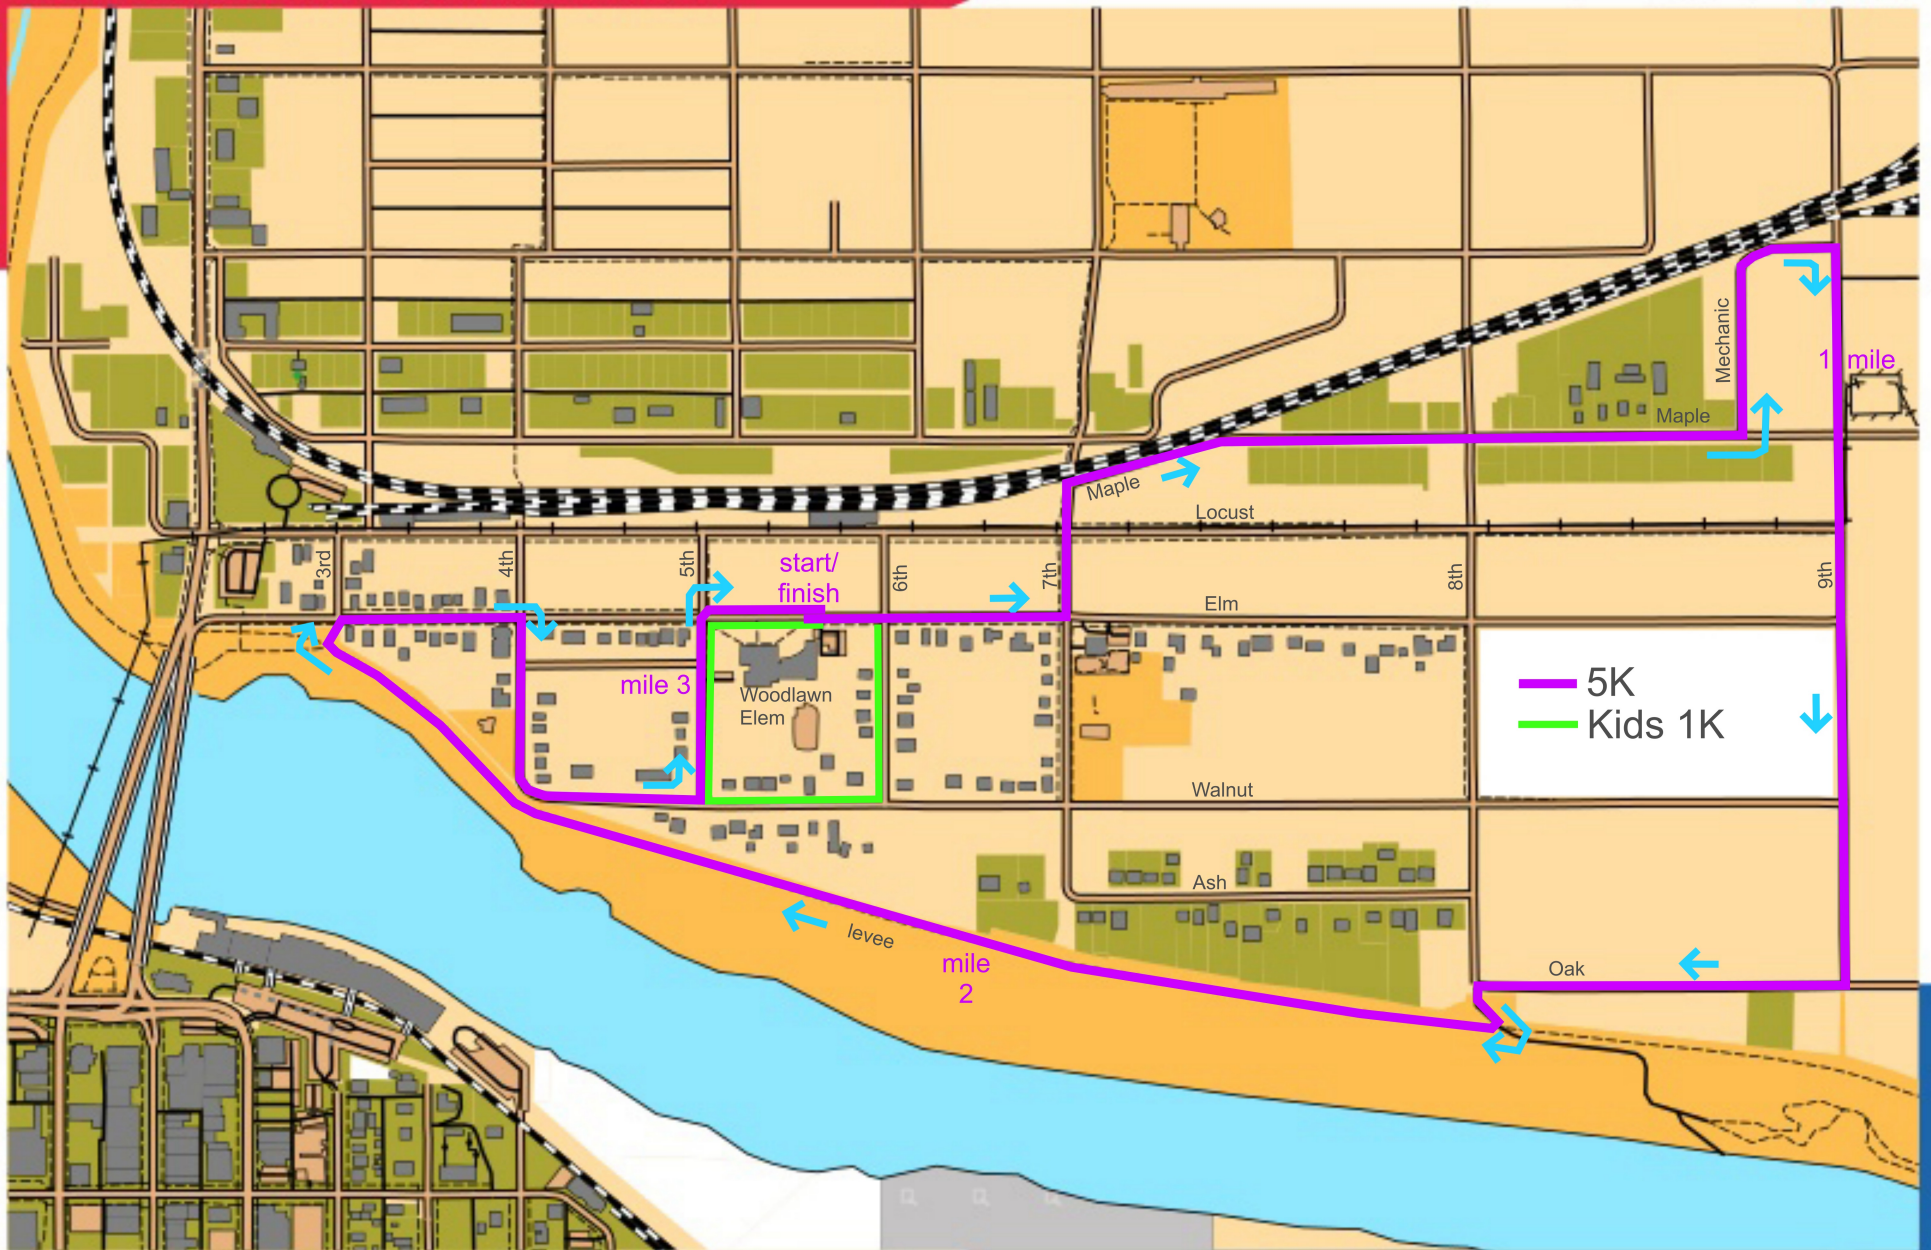 Mechanic
1 mile
Maple
Maple
Locust
3rd
4th
5th
start/
finish
6th
7th
8th
9th
Elm
mile 3
Woodlawn
Elem
5K
Kids 1K
Walnut
Ash
levee
mile
2
Oak